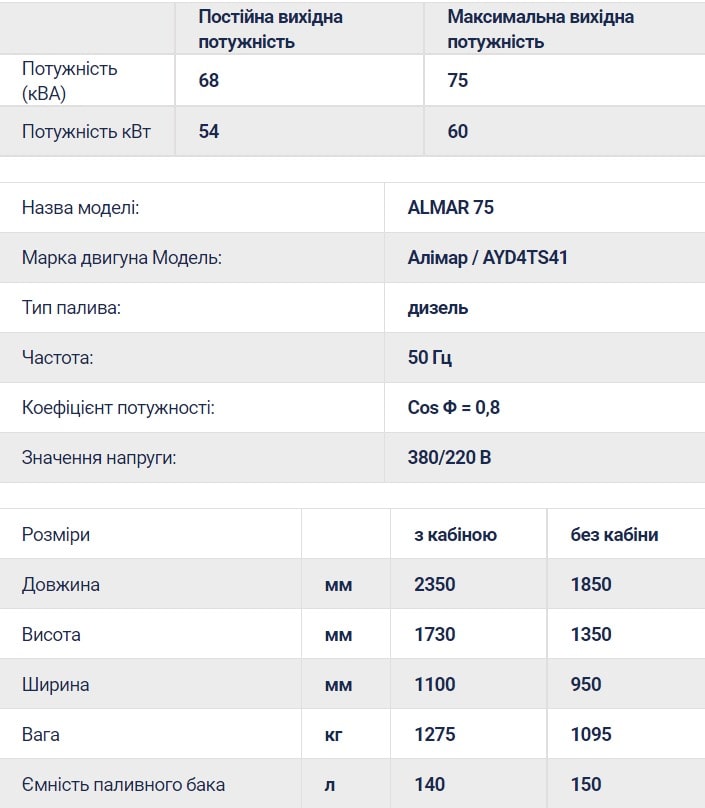 Постійна вихідна потужність Максимальна вихідна потужність
Потужність (кВА) 68 75
Потужність кВт 54 60
Назва моделі: ALMAR 75
Марка двигуна Модель: Алімар / AYD4TS41
Тип палива: дизель
Частота: 50 Гц
Коефіцієнт потужності: Cos Φ = 0,8
Значення напруги: 380/220 В
Розміри з кабіною без кабіни
Довжина мм 2350 1850
Висота мм 1730 1350
Ширина мм 1100 950
Вага кг 1275 1095
Ємність паливного бака л 140 150